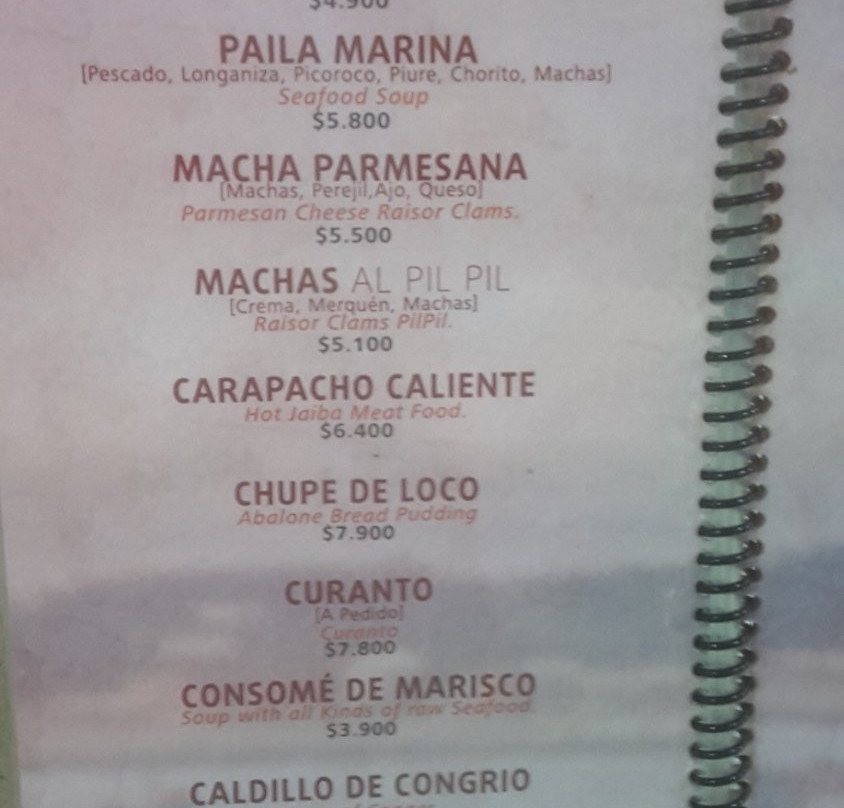 $4.900
PAILA MARINA
[Pescado, Longaniza, Picoroco, Piure, Chorito, Machas]
Seafood Soup
$5.800
MACHA PARMESANA
[Machas, Perejil,Ajo, Queso]
Parmesan Cheese Raisor Clams.
$5.500
MACHAS AL PIL PIL
[Crema, Merquén, Machas]
Raisor Clams PilPil.
$5.100
CARAPACHO CALIENTE
Hot Jaiba Meat Food.
$6.400
CHUPE DE LOCO
Abalone Bread Pudding
$7.900
CURANTO
[A Pedido]
Curanto
$7.800
CONSOMÉ DE MARISCO
Soup with all Kinds of raw Seafood.
$3.900
CALDILLO DE CONGRIO